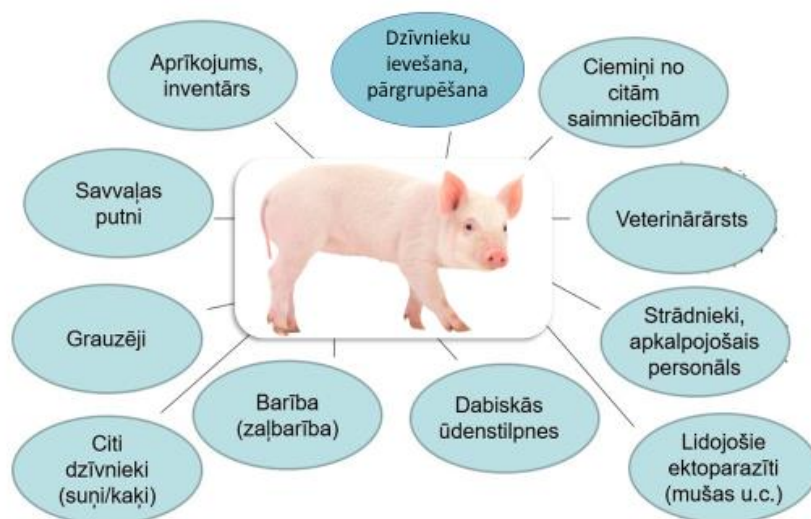 Aprīkojums,
inventārs
Dzīvnieku
ievešana,
pārgrupēšana
Ciemiņi no
citām
saimniecībām
Savvaļas
putni
Veterinārārsts
Grauzēji
Strādnieki,
apkalpojošais
personāls
Citi
dzīvnieki
(suņi/kaķi)
Barība
(zaļbarība)
Dabiskās
ūdenstilpnes
Lidojošie
ektoparazīti
(mušas u.c.)